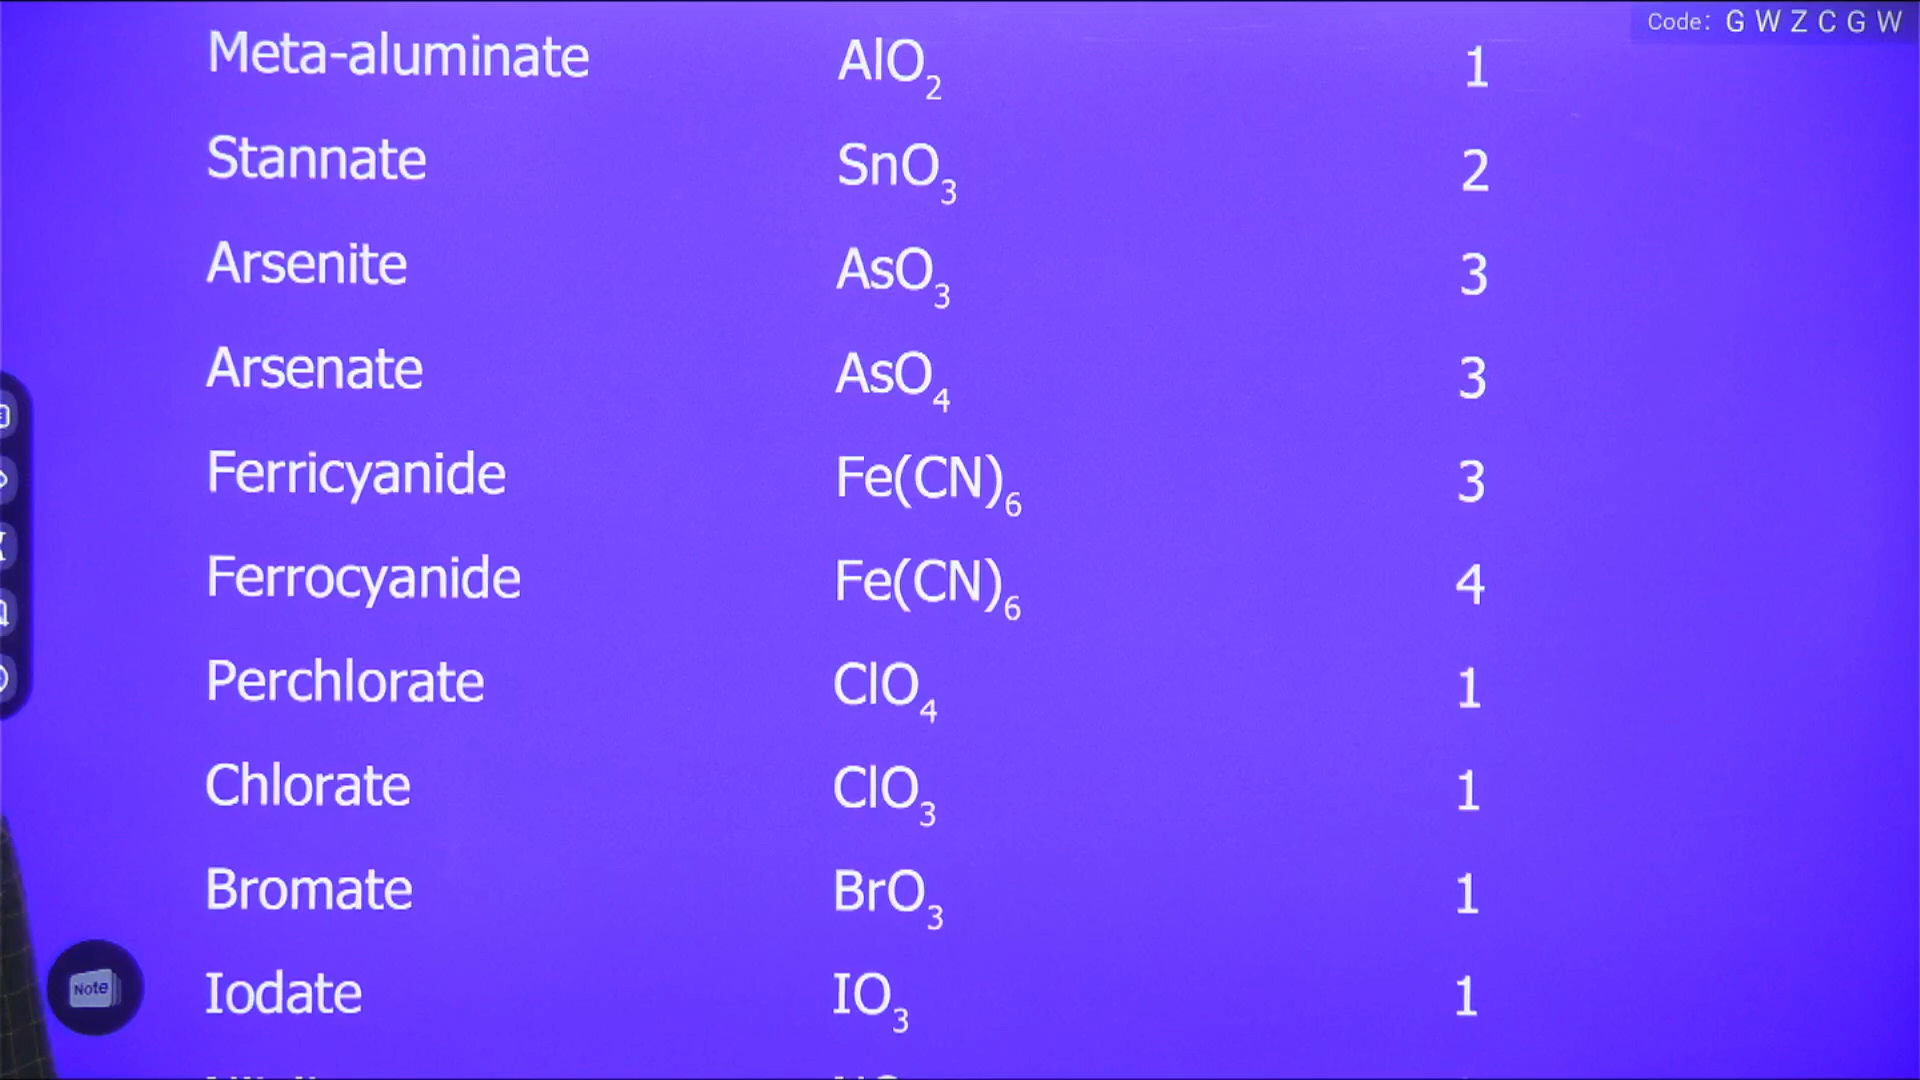 Code: G W Z C G W
Meta-aluminate AlO₂ 1
Stannate SnO₃ 2
Arsenite AsO₃ 3
Arsenate AsO₄ 3
Ferricyanide Fe(CN)₆ 3
Ferrocyanide Fe(CN)₆ 4
Perchlorate ClO₄ 1
Chlorate ClO₃ 1
Bromate BrO₃ 1
Note
Iodate IO₃ 1